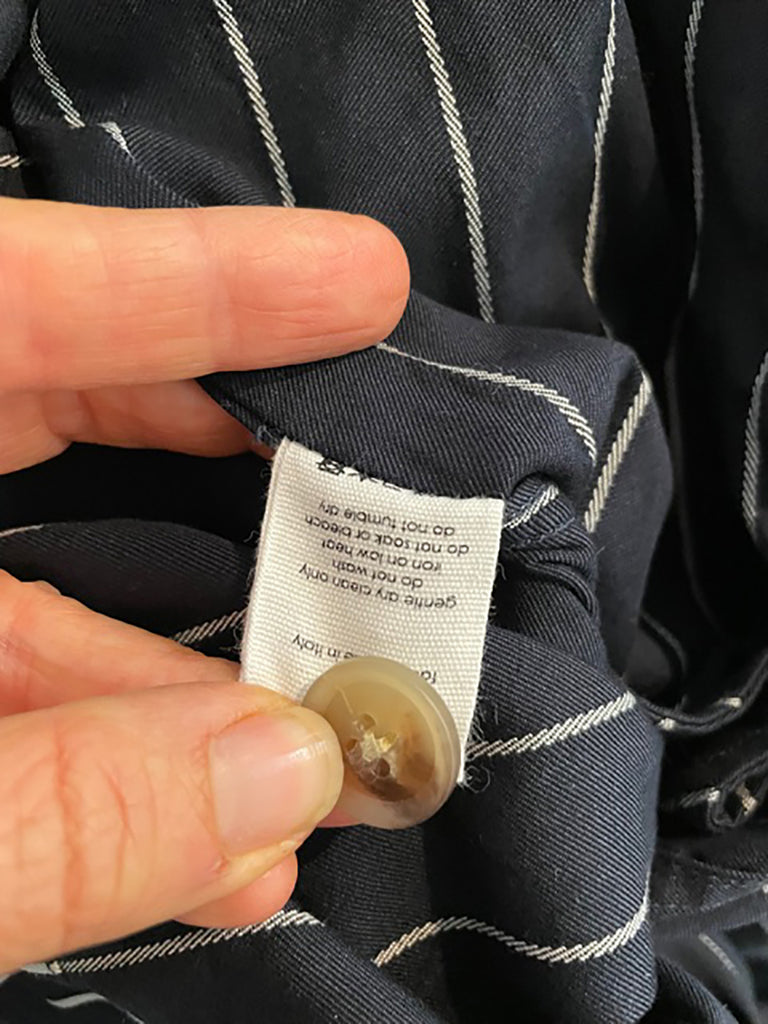 in Italy
gentle dry clean only
do not wash
iron on low heat
do not soak or bleach
do not tumble dry